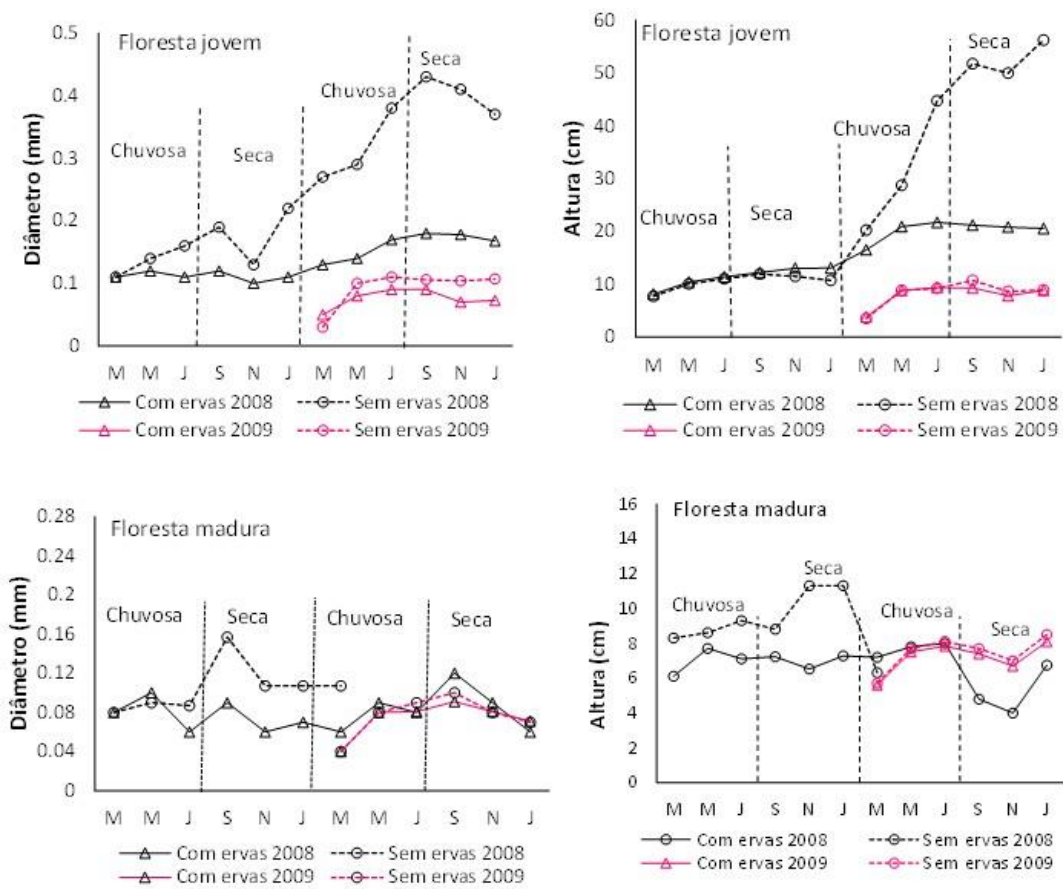 Floresta jovem
Diâmetro (mm)
0.5
0.4
0.3
0.2
0.1
0
Chuvosa
Seca
Chuvosa
Seca
M M J S N J M M J S N J
Com ervas 2008 Sem ervas 2008
Com ervas 2009 Sem ervas 2009
Floresta jovem
Altura (cm)
60
50
40
30
20
10
0
Chuvosa
Seca
Chuvosa
Seca
M M J S N J M M J S N J
Com ervas 2008 Sem ervas 2008
Com ervas 2009 Sem ervas 2009
Floresta madura
Diâmetro (mm)
0.28
0.24
0.2
0.16
0.12
0.08
0.04
0
Chuvosa Seca Chuvosa Seca
M M J S N J M M J S N J
Com ervas 2008 Sem ervas 2008
Com ervas 2009 Sem ervas 2009
Floresta madura
Altura (cm)
16
14
12
10
8
6
4
2
0
Chuvosa
Seca
Chuvosa
Seca
M M J S N J M M J S N J
Com ervas 2008 Sem ervas 2008
Com ervas 2009 Sem ervas 2009